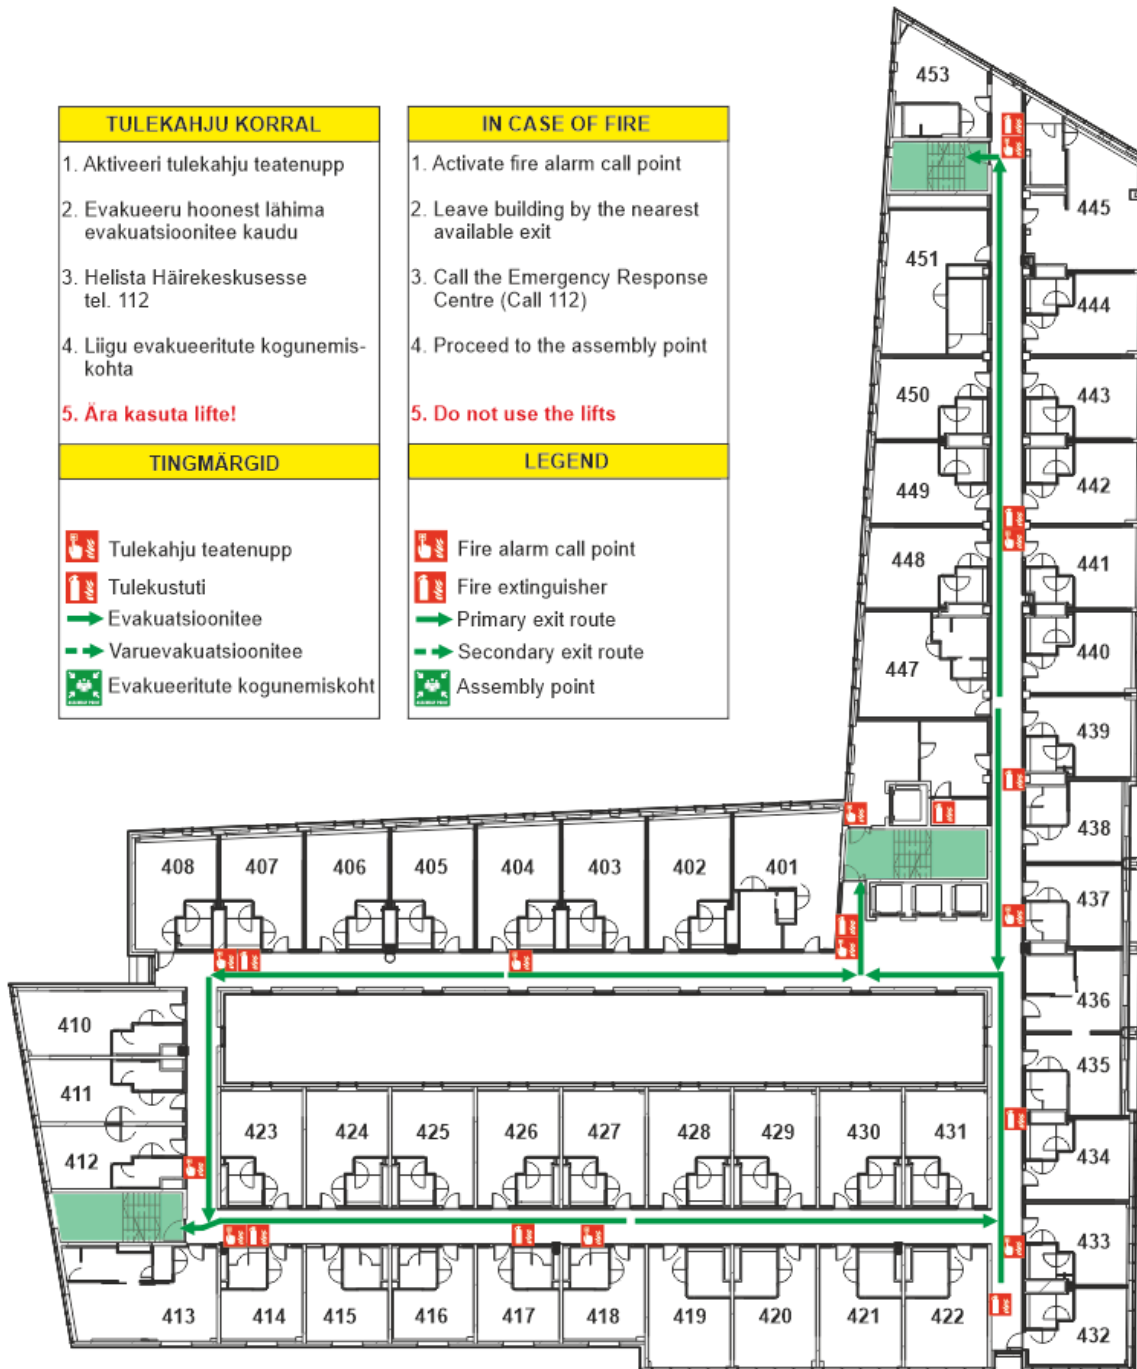 TULEKAHJU KORRAL
1. Aktiveeri tulekahju teatenupp
2. Evakueeru hoonest lähima
evakuatsioonitee kaudu
3. Helista Häirekeskusesse
tel. 112
4. Liigu evakueeritute kogunemis-
kohta
5. Ära kasuta lifte!
TINGMÄRGID
Tulekahju teatenupp
Tulekustuti
Evakuatsioonitee
Varuevakuatsioonitee
Evakueeritute kogunemiskoht
IN CASE OF FIRE
1. Activate fire alarm call point
2. Leave building by the nearest
available exit
3. Call the Emergency Response
Centre (Call 112)
4. Proceed to the assembly point
5. Do not use the lifts
LEGEND
Fire alarm call point
Fire extinguisher
Primary exit route
Secondary exit route
Assembly point
453
445
451
444
450
443
449
442
448
441
447
440
439
438
408 407 406 405 404 403 402 401
437
436
410
435
411
423 424 425 426 427 428 429 430 431
412
434
433
413 414 415 416 417 418 419 420 421 422
432